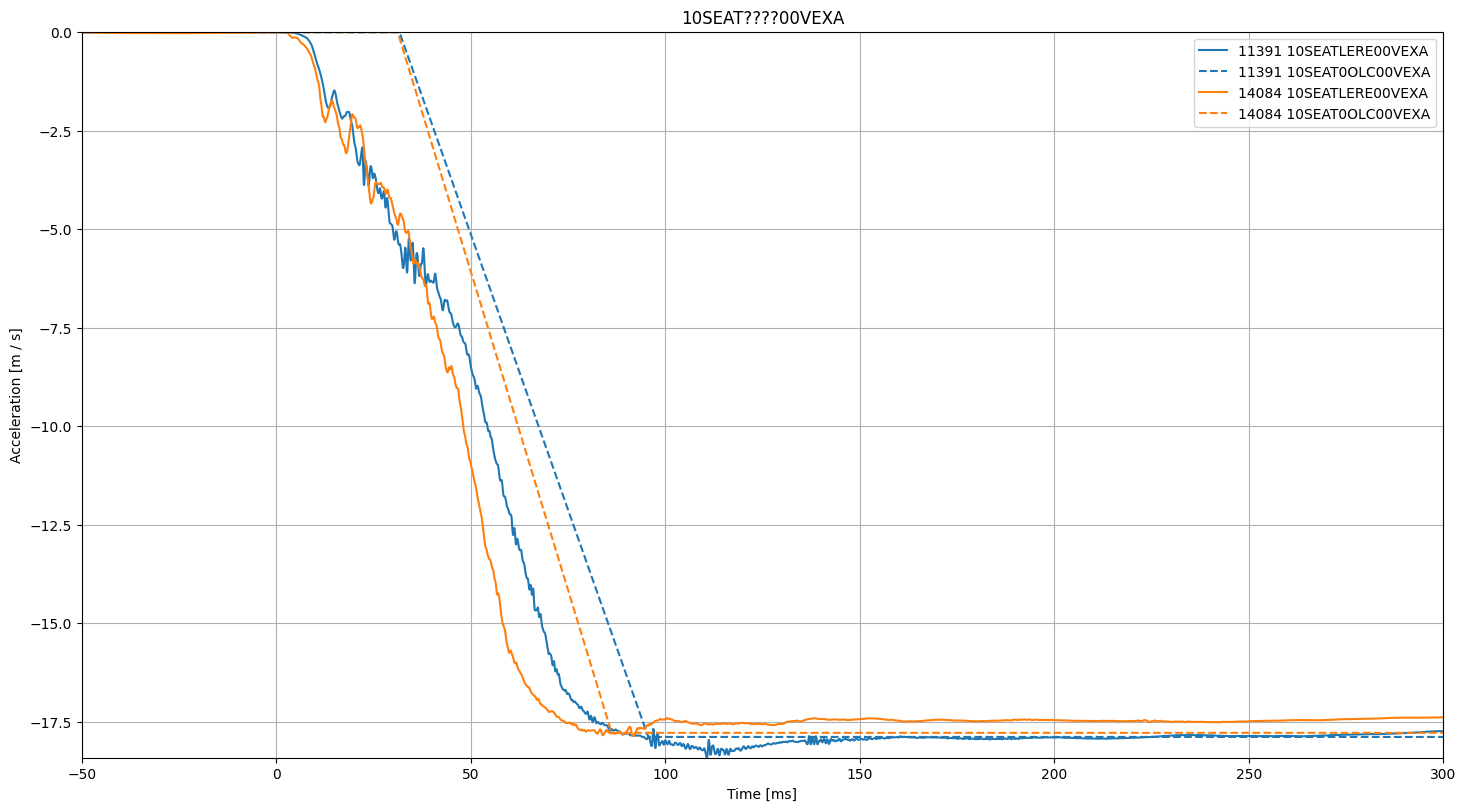 10SEAT????00VEXA
0.0
−2.5
−5.0
−7.5
−10.0
−12.5
−15.0
−17.5
Acceleration [m / s]
11391 10SEATLERE00VEXA
11391 10SEAT0OLC00VEXA
14084 10SEATLERE00VEXA
14084 10SEAT0OLC00VEXA
−50 0 50 100 150 200 250 300
Time [ms]